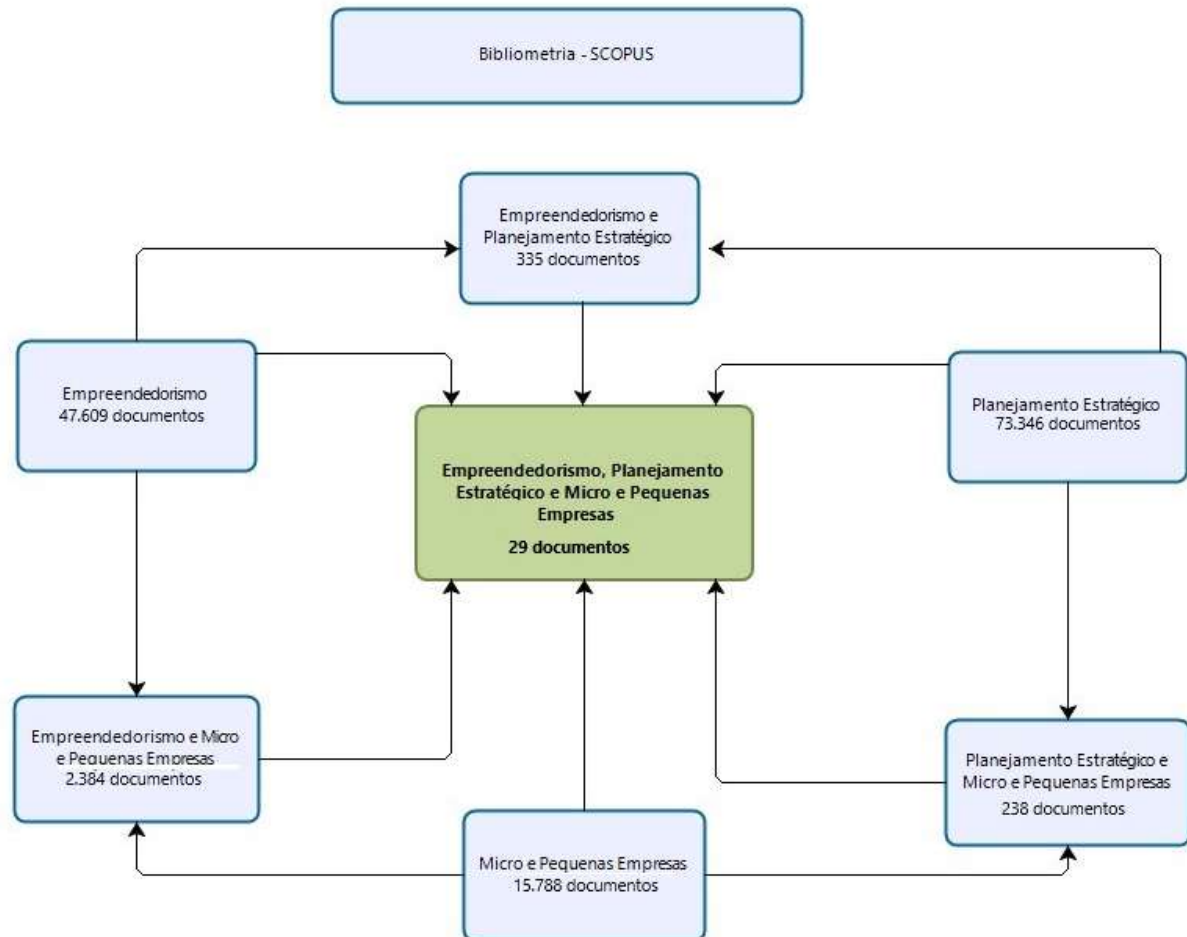 Bibliometria - SCOPUS
Empreendedorismo e
Planejamento Estratégico
335 documentos
Empreendedorismo
47.609 documentos
Planejamento Estratégico
73.346 documentos
Empreendedorismo, Planejamento
Estratégico e Micro e Pequenas
Empresas
29 documentos
Empreendedorismo e Micro
e Pequenas Empresas
2.384 documentos
Planejamento Estratégico e
Micro e Pequenas Empresas
238 documentos
Micro e Pequenas Empresas
15.788 documentos